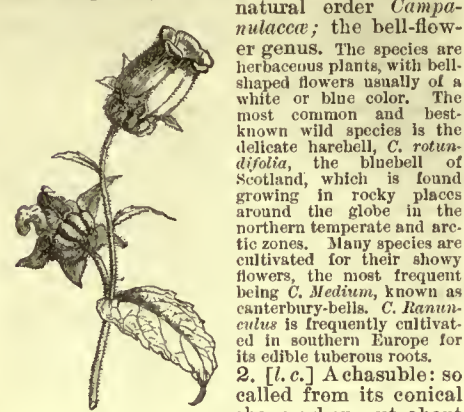 natural order Campa-
nulaceæ; the bell-flow-
er genus. The species are
herbaceous plants, with bell-
shaped flowers usually of a
white or blue color. The
most common and best-
known wild species is the
delicate harebell, C. rotun-
difolia, the bluebell of
Scotland, which is found
growing in rocky places
around the globe in the
northern temperate and arc-
tic zones. Many species are
cultivated for their showy
flowers, the most frequent
being C. Medium, known as
canterbury-bells. C. Ranun-
culus is frequently cultivat-
ed in southern Europe for
its edible tuberous roots.
2. [l. c.] A chasuble: so
called from its conical